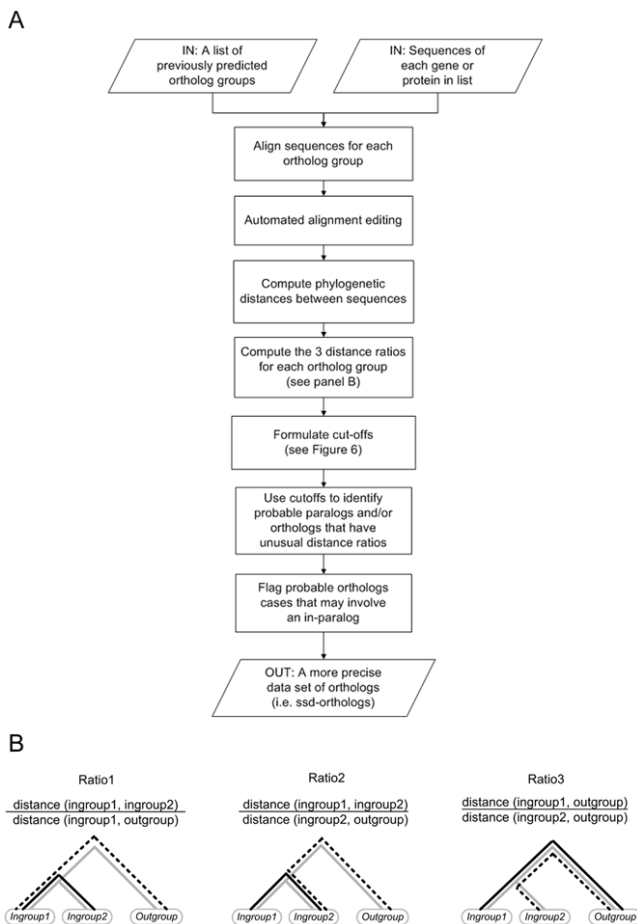 A
IN: A list of
previously predicted
ortholog groups
IN: Sequences of
each gene or
protein in list
Align sequences for each
ortholog group
Automated alignment editing
Compute phylogenetic
distances between sequences
Compute the 3 distance ratios
for each ortholog group
(see panel B)
Formulate cut-offs
(see Figure 6)
Use cutoffs to identify
probable paralogs and/or
orthologs that have
unusual distance ratios
Flag probable orthologs
cases that may involve
an in-paralog
OUT: A more precise
data set of orthologs
(i.e. ssd-orthologs)
B
Ratio1
distance (ingroup1, ingroup2)
distance (ingroup1, outgroup)
Ingroup1 Ingroup2 Outgroup
Ratio2
distance (ingroup1, ingroup2)
distance (ingroup2, outgroup)
Ingroup1 Ingroup2 Outgroup
Ratio3
distance (ingroup1, outgroup)
distance (ingroup2, outgroup)
Ingroup1 Ingroup2 Outgroup